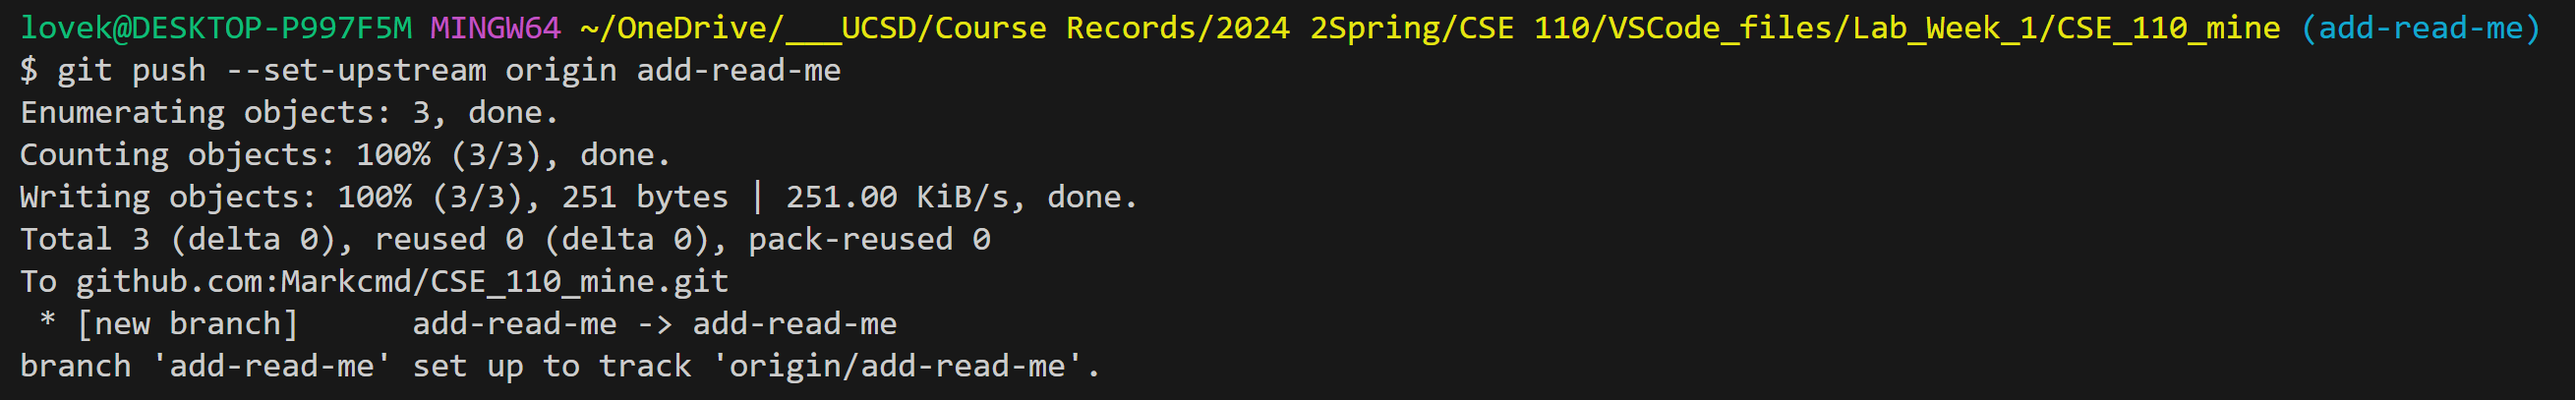 lovek@DESKTOP-P997F5M MINGW64 ~/OneDrive/___UCSD/Course Records/2024 2Spring/CSE 110/VSCode_files/Lab_Week_1/CSE_110_mine (add-read-me)
$ git push --set-upstream origin add-read-me
Enumerating objects: 3, done.
Counting objects: 100% (3/3), done.
Writing objects: 100% (3/3), 251 bytes | 251.00 KiB/s, done.
Total 3 (delta 0), reused 0 (delta 0), pack-reused 0
To github.com:Markcmd/CSE_110_mine.git
 * [new branch]      add-read-me -> add-read-me
branch 'add-read-me' set up to track 'origin/add-read-me'.